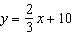 y = 2/3 x + 10